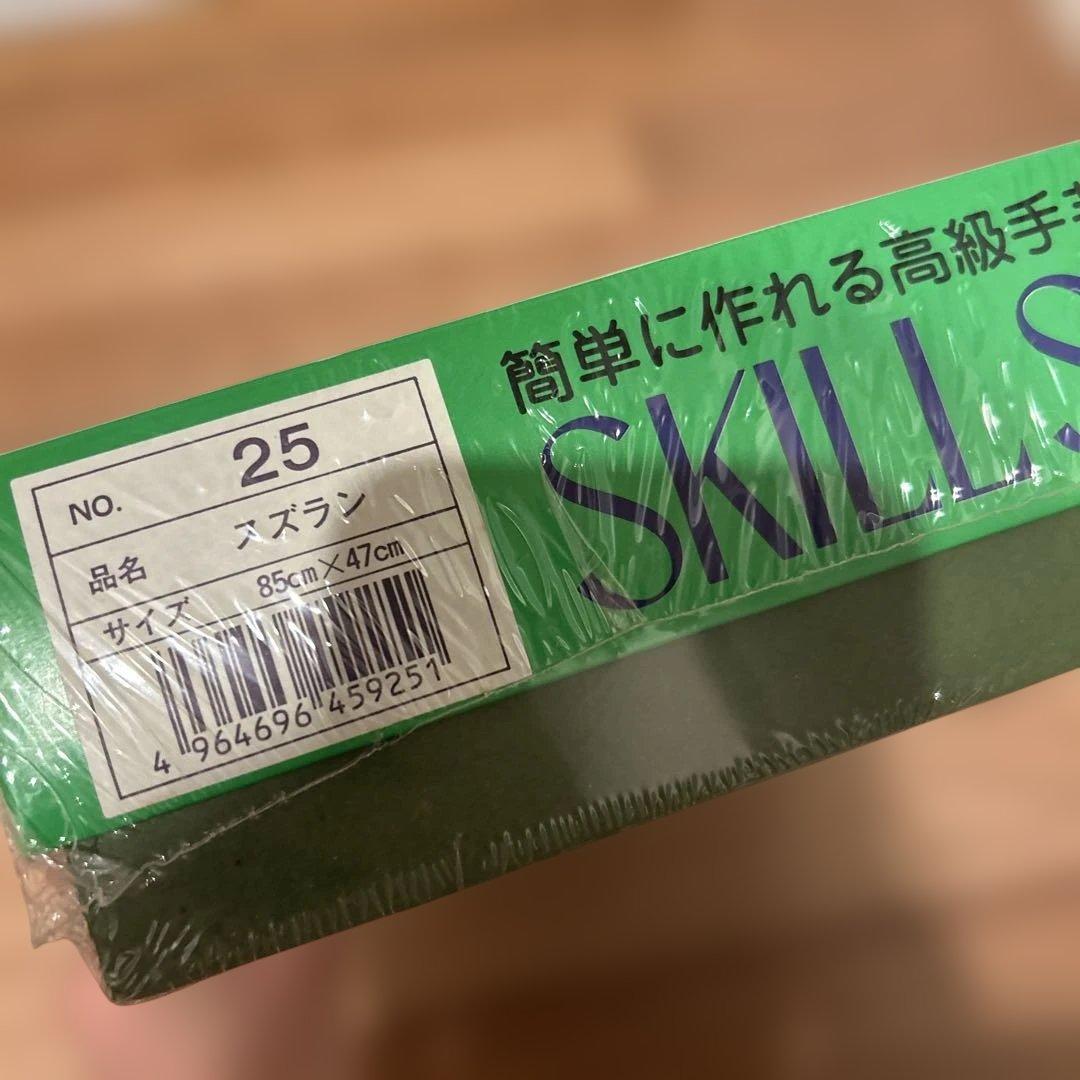 簡単に作れる高級手芸
SKILLS
NO. 25
品名 スズラン
サイズ 85cm×47cm
4 964696 459251